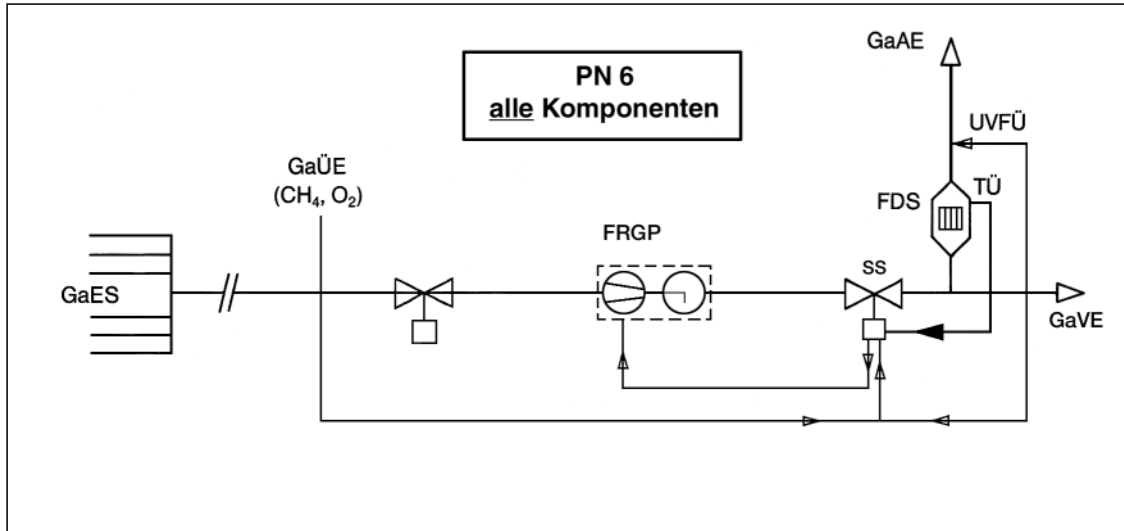 PN 6
alle Komponenten
GaAE
UVFÜ
GaÜE
(CH₄, O₂)
TÜ
FDS
FRGP
SS
GaES
GaVE